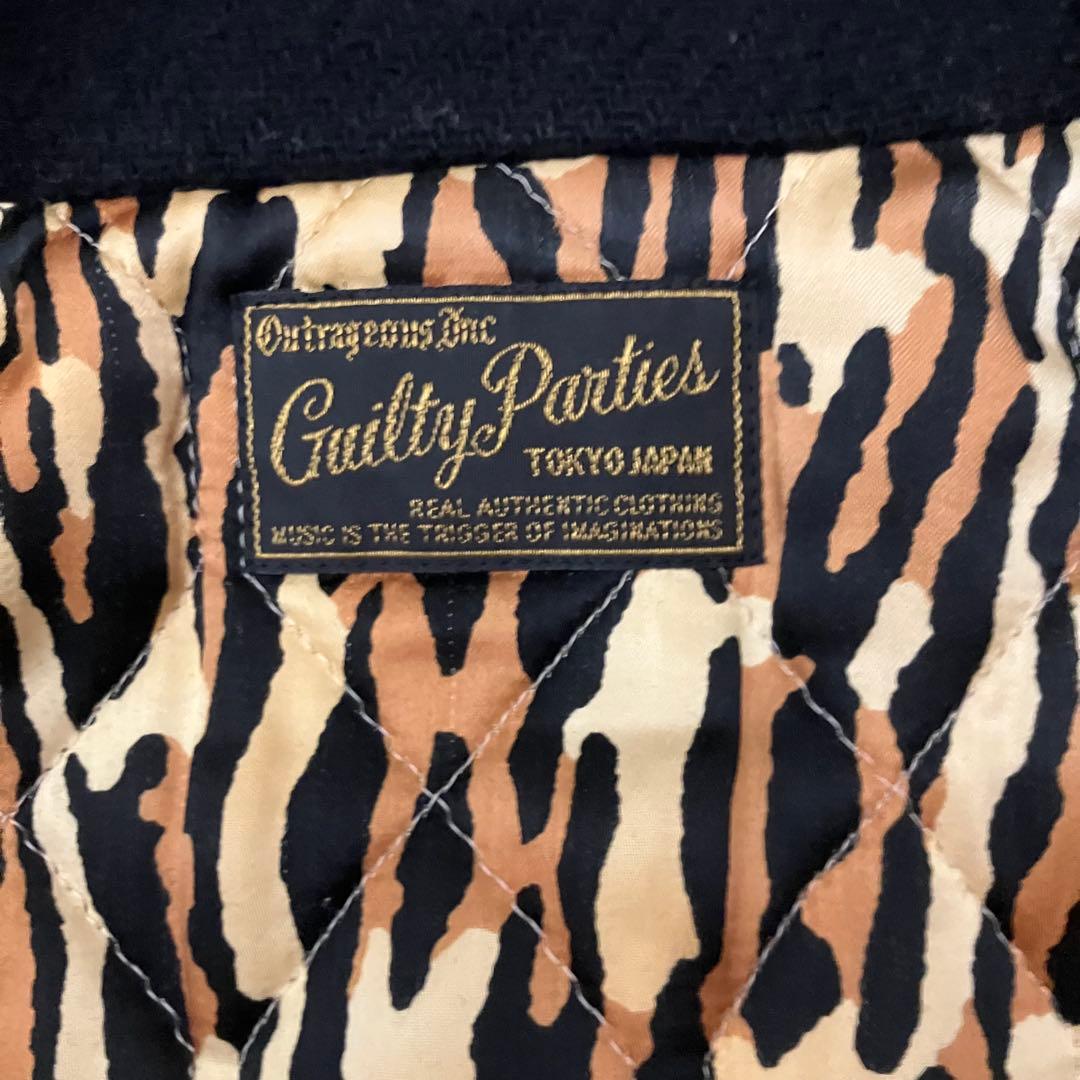 Outrageous,Inc
Guilty Parties
TOKYO JAPAN
REAL AUTHENTIC CLOTHING
MUSIC IS THE TRIGGER OF IMAGINATIONS